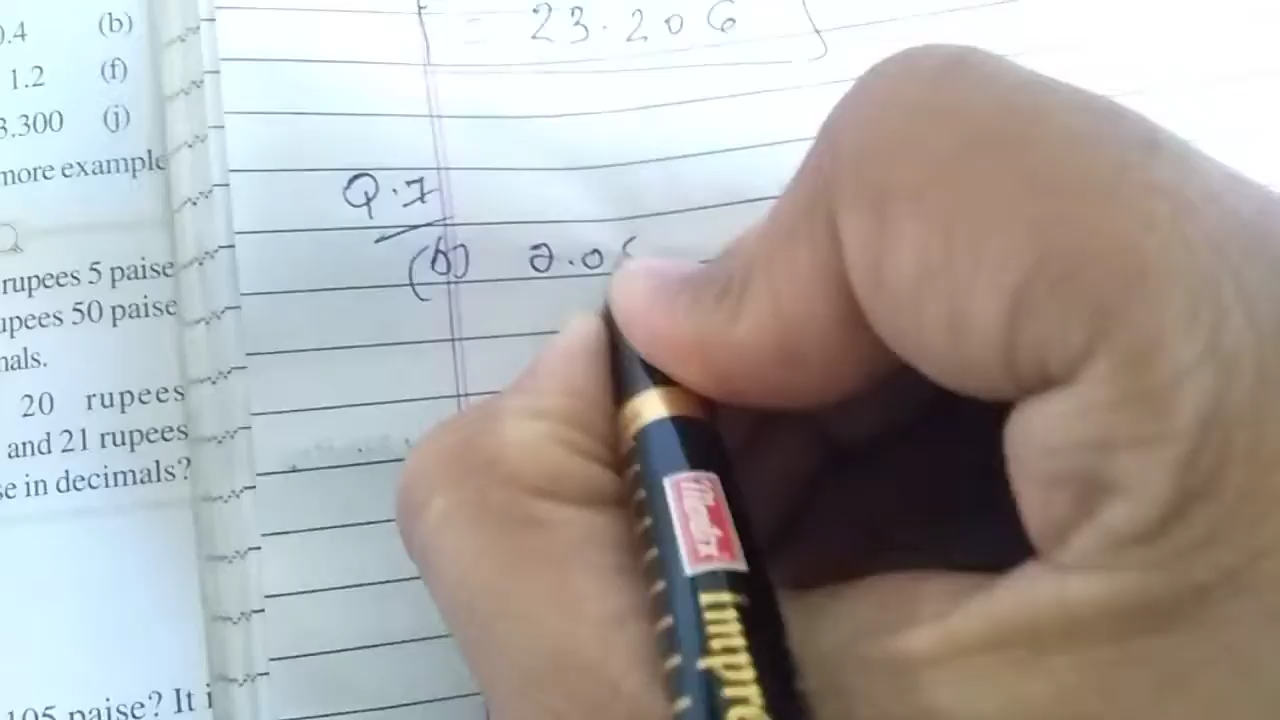 0.4 (b)
1.2 (f)
3.300 (j)
more example
rupees 5 paise
upees 50 paise
nals.
20 rupees
and 21 rupees
se in decimals?
105 paise? It i
= 23.206
Q.7
(b) 2.0
Impre